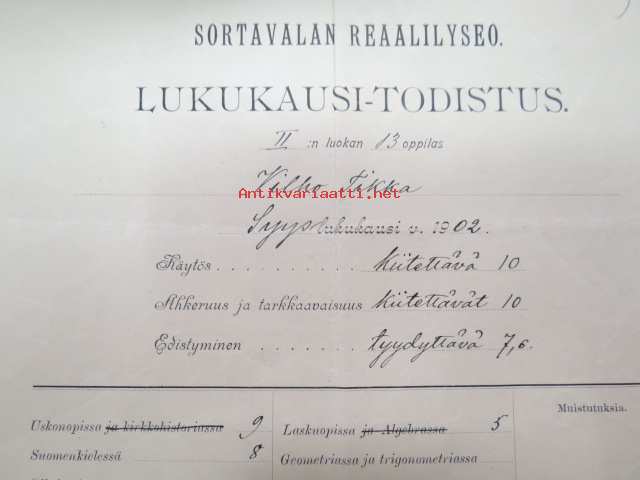 SORTAVALAN REAALILYSEO.
LUKUKAUSI-TODISTUS.
II :n luokan 13 oppilas
Vilho Tikka
Antikvariaatti.net
Syyslukukausi v. 1902.
Käytös . . . . . . . . . . kiitettävä 10
Ahkeruus ja tarkkaavaisuus kiitettävät 10
Edistyminen . . . . . . . tyydyttävä 7,6.
Muistutuksia.
Uskonopissa ja kirkkohistoriassa 9 Laskuopissa ja Algebrassa 5
Suomenkielessä 8 Geometriassa ja trigonometriassa